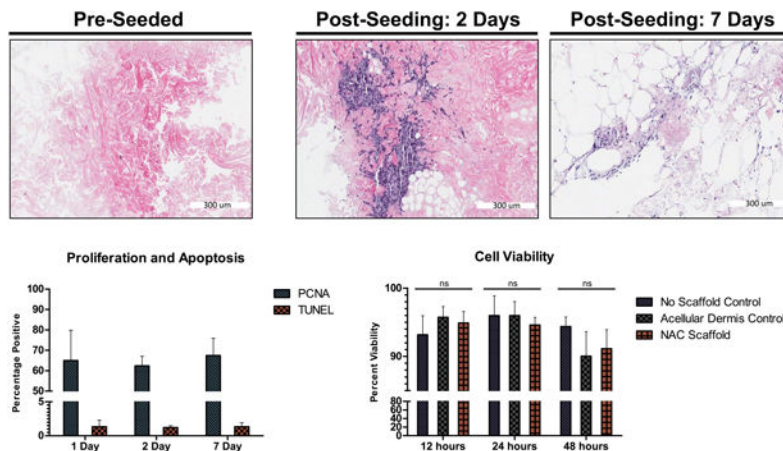 Pre-Seeded
Post-Seeding: 2 Days
Post-Seeding: 7 Days
300 um
300 um
300 um
Proliferation and Apoptosis
Percentage Positive
100
90
80
70
60
50
5
0
1 Day
2 Day
7 Day
PCNA
TUNEL
Cell Viability
Percent Viability
100
90
80
60
40
20
0
ns
ns
ns
12 hours
24 hours
48 hours
No Scaffold Control
Acellular Dermis Control
NAC Scaffold